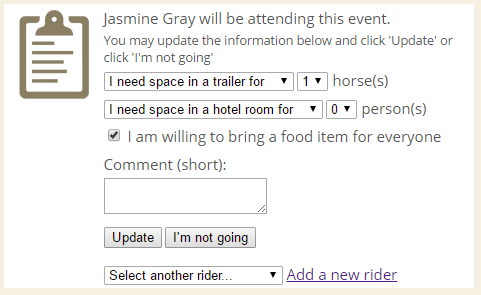 Jasmine Gray will be attending this event.
You may update the information below and click 'Update' or
click 'I'm not going'
I need space in a trailer for 1 horse(s)
I need space in a hotel room for 0 person(s)
I am willing to bring a food item for everyone
Comment (short):
Update I'm not going
Select another rider... Add a new rider